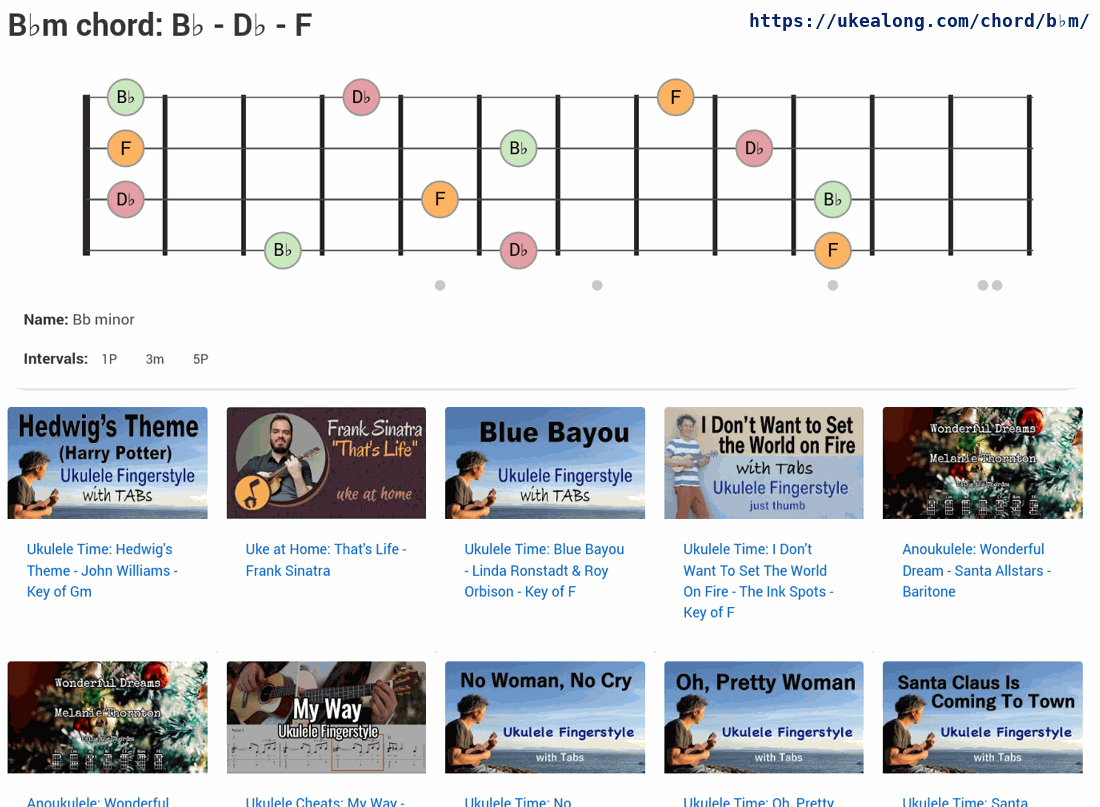 B♭m chord: B♭ - D♭ - F
https://ukealong.com/chord/b♭m/
B♭ D♭ F
F B♭ D♭
D♭ F B♭
B♭ D♭ F
Name: Bb minor
Intervals: 1P 3m 5P
Hedwig's Theme
(Harry Potter)
Ukulele Fingerstyle
with TABs
Frank Sinatra
"That's Life"
uke at home
Blue Bayou
Ukulele Fingerstyle
with TABs
I Don't Want to Set
the World on Fire
with Tabs
Ukulele Fingerstyle
just thumb
Wonderful Dreams
Melanie Thornton
Ukulele Time: Hedwig's
Theme - John Williams -
Key of Gm
Uke at Home: That's Life -
Frank Sinatra
Ukulele Time: Blue Bayou
- Linda Ronstadt & Roy
Orbison - Key of F
Ukulele Time: I Don't
Want To Set The World
On Fire - The Ink Spots -
Key of F
Anoukulele: Wonderful
Dream - Santa Allstars -
Baritone
Wonderful Dreams
Melanie Thornton
My Way
Ukulele Fingerstyle
No Woman, No Cry
Ukulele Fingerstyle
with Tabs
Oh, Pretty Woman
Ukulele Fingerstyle
with Tabs
Santa Claus Is
Coming To Town
Ukulele Fingerstyle
with Tabs
Anoukulele: Wonderful
Ukulele Cheats: My Way -
Ukulele Time: No
Ukulele Time: Oh, Pretty
Ukulele Time: Santa